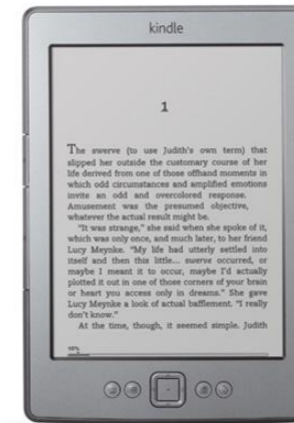 kindle
1
The swerve (to use Judith's own term) that
slipped her outside the customary course of her
life derived from one of those offhand moments in
which odd circumstances and amplified emotions
invite an odd and overcolored response.
Amusement was the presumed objective,
whatever the actual result might be.
"It was strange," she said when she spoke of it,
which was only once, and much later, to her friend
Lucy Meynke. "My life had utterly settled into
itself and then this little... swerve occurred, or
maybe I meant it to occur, maybe I'd actually
plotted it out in one of those corners of your brain
or heart you access only in dreams." She gave
Lucy Meynke a look of actual bafflement. "I really
don't know."
At the time, though, it seemed simple. Judith